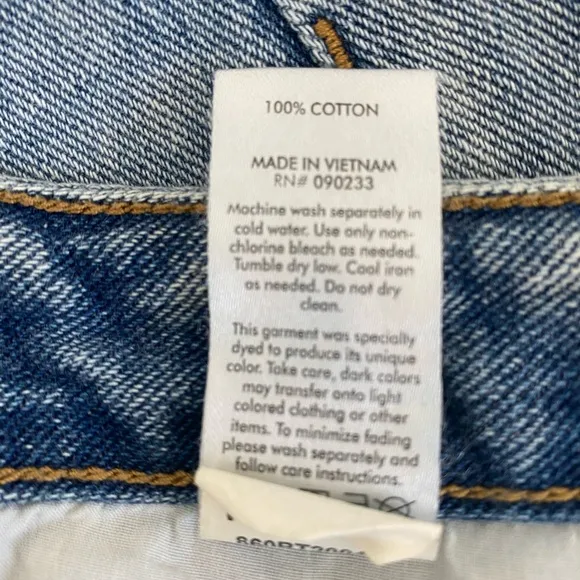 100% COTTON
MADE IN VIETNAM
RN# 090233
Machine wash separately in
cold water. Use only non-
chlorine bleach as needed.
Tumble dry low. Cool iron
as needed. Do not dry
clean.
This garment was specially
dyed to produce its unique
color. Take care, dark colors
may transfer onto light
colored clothing or other
items. To minimize fading
please wash separately and
follow care instructions.